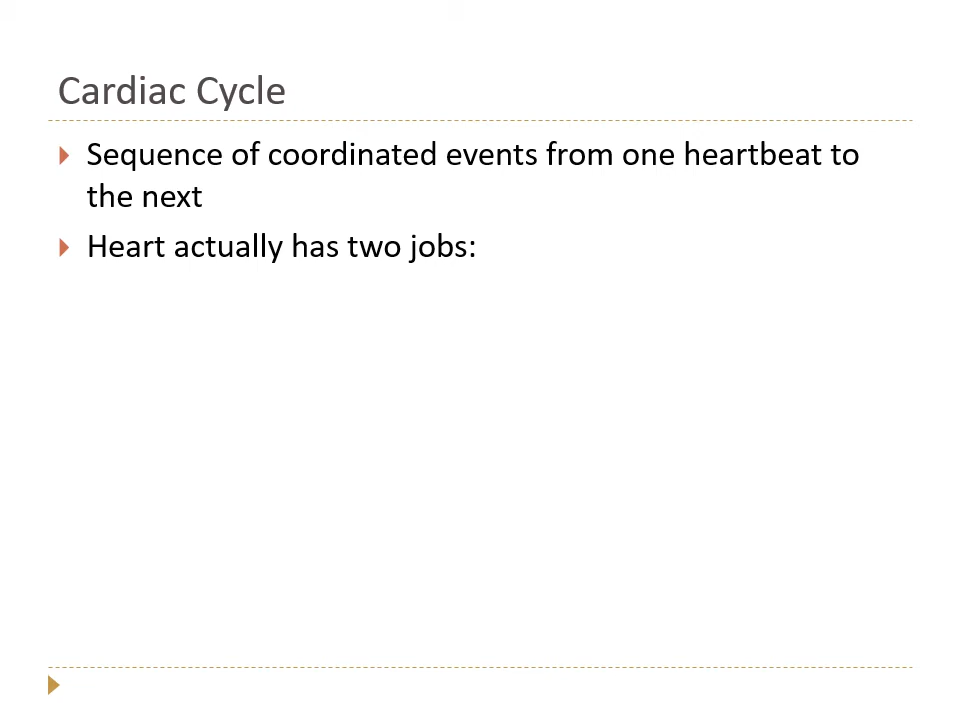 Cardiac Cycle
Sequence of coordinated events from one heartbeat to
the next
Heart actually has two jobs: